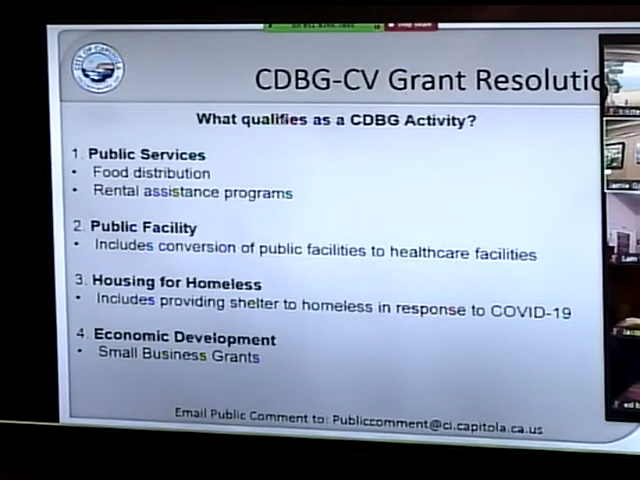 CITY OF CAPITOLA
CDBG-CV Grant Resolutio
What qualifies as a CDBG Activity?
1. Public Services
• Food distribution
• Rental assistance programs
2. Public Facility
• Includes conversion of public facilities to healthcare facilities
3. Housing for Homeless
• Includes providing shelter to homeless in response to COVID-19
4. Economic Development
• Small Business Grants
Email Public Comment to: Publiccomment@ci.capitola.ca.us